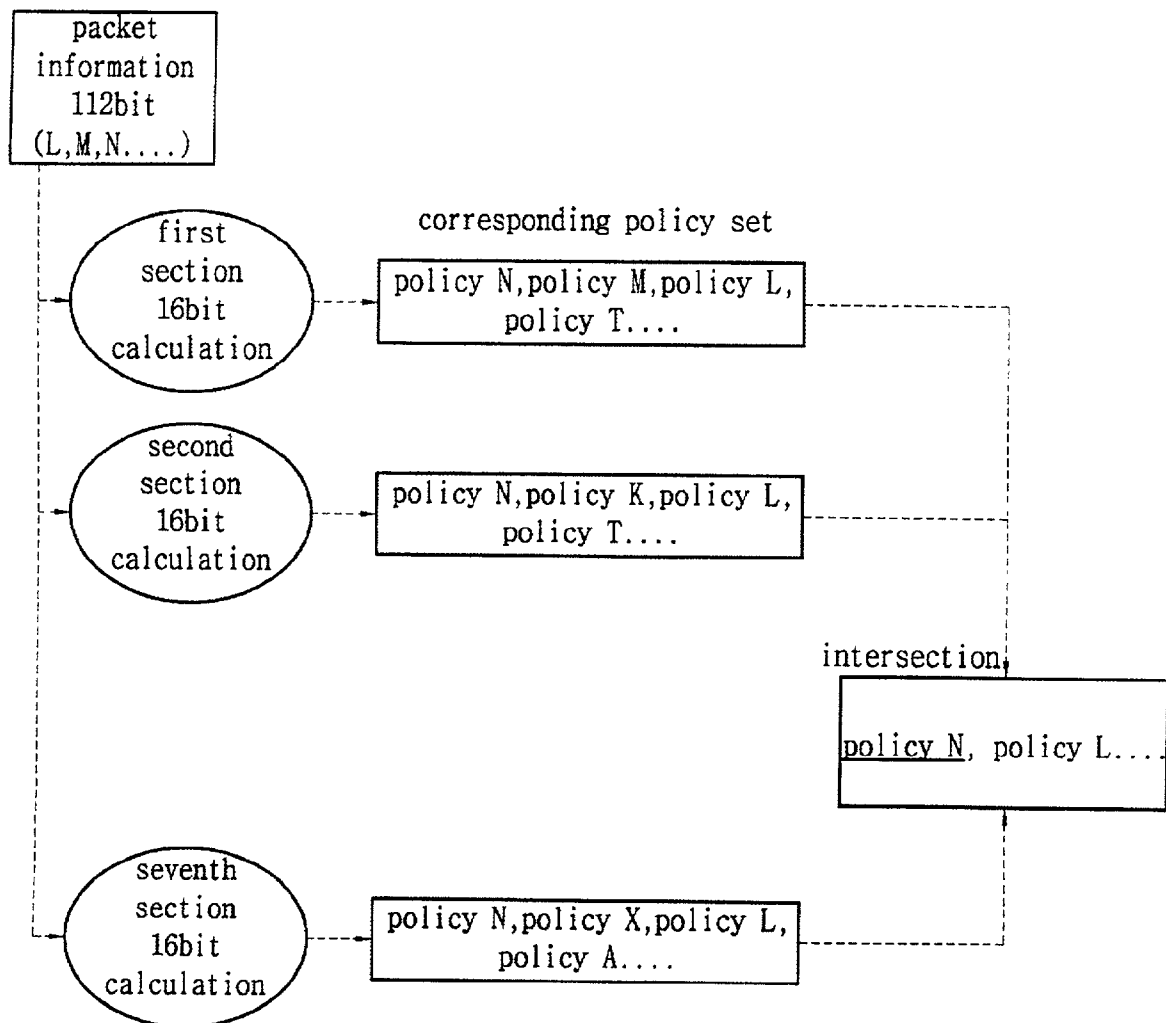 packet
information
112bit
(L,M,N....)
first
section
16bit
calculation
corresponding policy set
policy N,policy M,policy L,
policy T....
second
section
16bit
calculation
policy N,policy K,policy L,
policy T....
intersection
policy N, policy L....
seventh
section
16bit
calculation
policy N,policy X,policy L,
policy A....